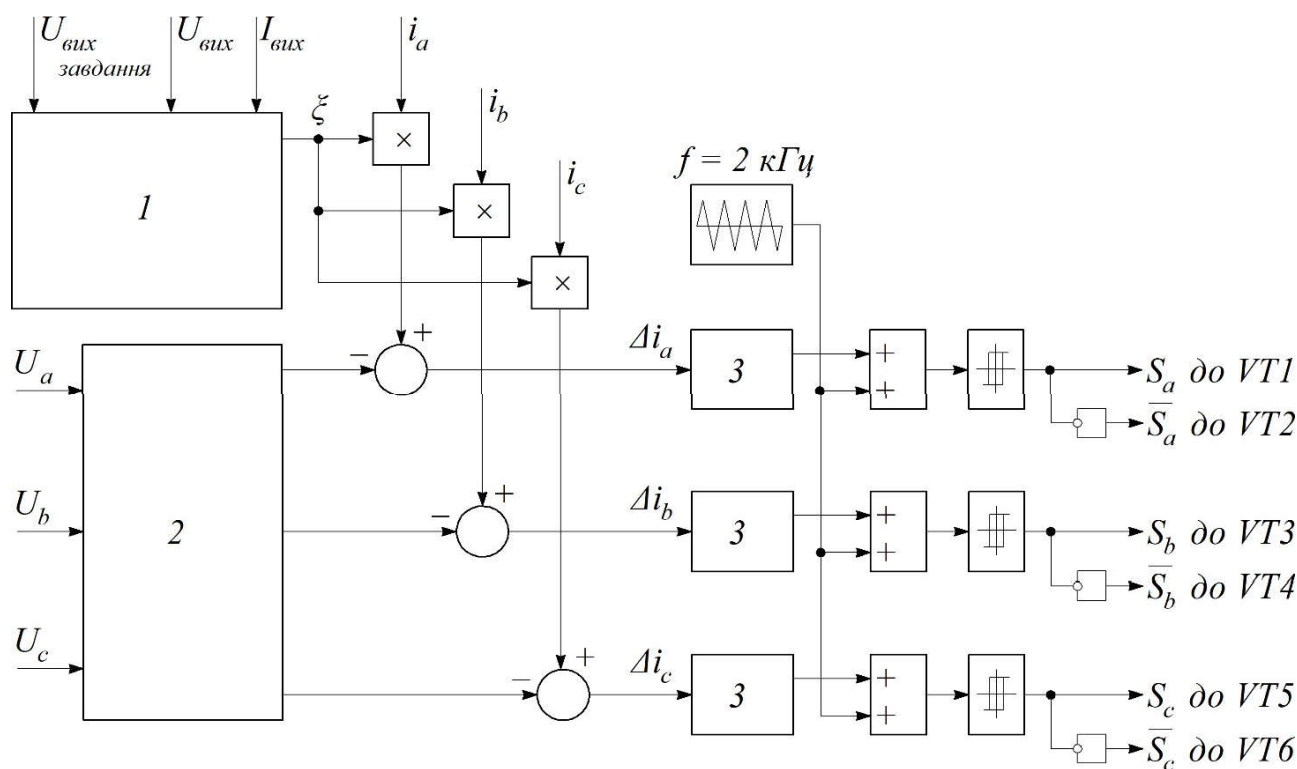 U_вих завдання
U_вих
I_вих
i_a
i_b
i_c
ξ
×
×
×
1
f = 2 кГц
U_a
U_b
U_c
2
−
+
−
+
−
+
Δi_a
3
+
+
S_a до VT1
S̅_a до VT2
Δi_b
3
+
+
S_b до VT3
S̅_b до VT4
Δi_c
3
+
+
S_c до VT5
S̅_c до VT6